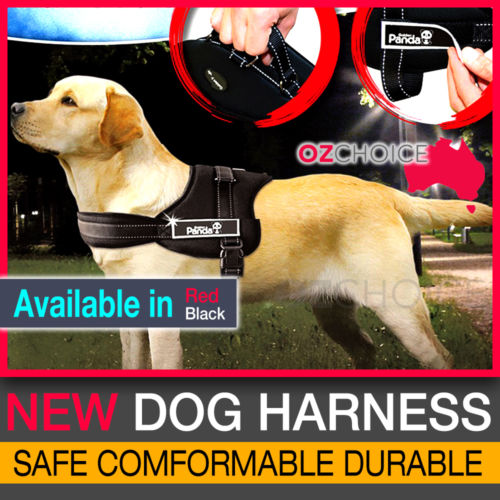 Panda
OZCHOICE
Panda
Available in Red
Black
NEW DOG HARNESS
SAFE COMFORMABLE DURABLE